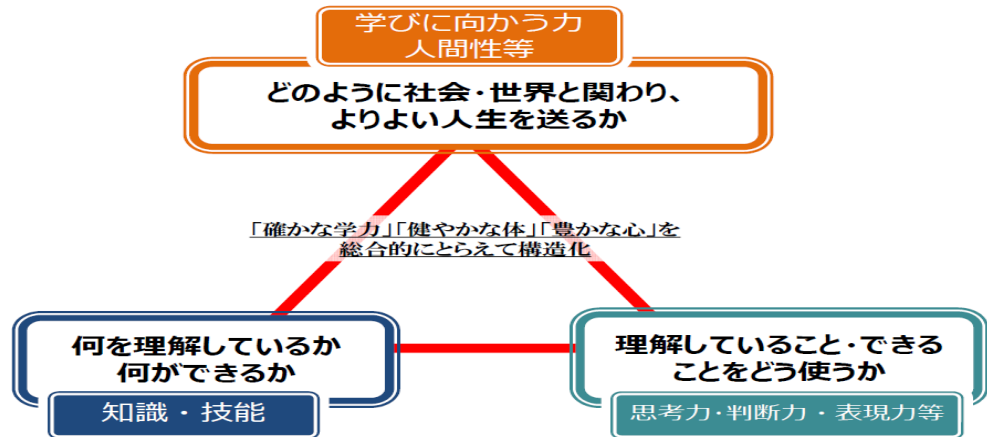 学びに向かう力
人間性等
どのように社会・世界と関わり、
よりよい人生を送るか
「確かな学力」「健やかな体」「豊かな心」を
総合的にとらえて構造化
何を理解しているか
何ができるか
知識・技能
理解していること・できる
ことをどう使うか
思考力・判断力・表現力等